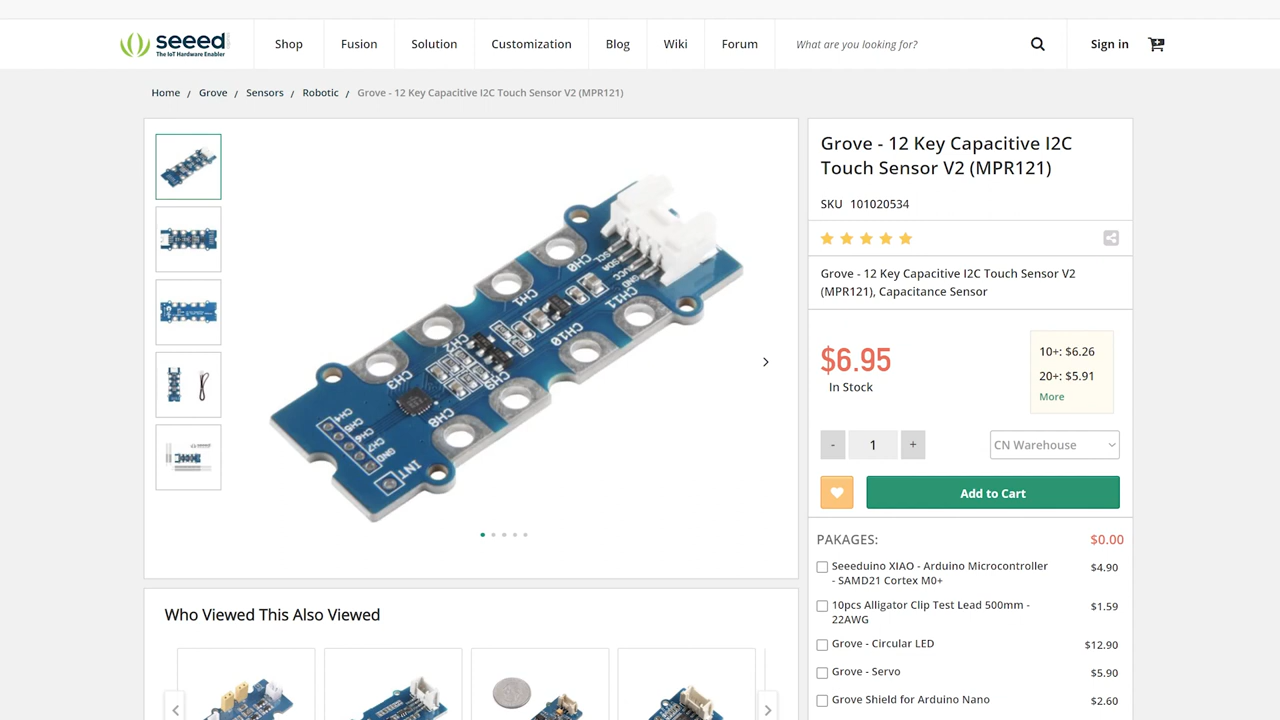 seeed
The IoT Hardware Enabler
Shop
Fusion
Solution
Customization
Blog
Wiki
Forum
What are you looking for?
Sign in
Home / Grove / Sensors / Robotic / Grove - 12 Key Capacitive I2C Touch Sensor V2 (MPR121)
CH0
CH1
CH2
CH3
SCL
SDA
VCC
GND
CH11
CH10
CH9
CH8
CH4
CH5
CH6
CH7
GND
INT
Grove - 12 Key Capacitive I2C
Touch Sensor V2 (MPR121)
SKU 101020534
Grove - 12 Key Capacitive I2C Touch Sensor V2
(MPR121), Capacitance Sensor
$6.95
In Stock
10+: $6.26
20+: $5.91
More
- 1 +
CN Warehouse
Add to Cart
PAKAGES: $0.00
Seeeduino XIAO - Arduino Microcontroller
- SAMD21 Cortex M0+
$4.90
10pcs Alligator Clip Test Lead 500mm -
22AWG
$1.59
Grove - Circular LED $12.90
Grove - Servo $5.90
Grove Shield for Arduino Nano $2.60
Who Viewed This Also Viewed